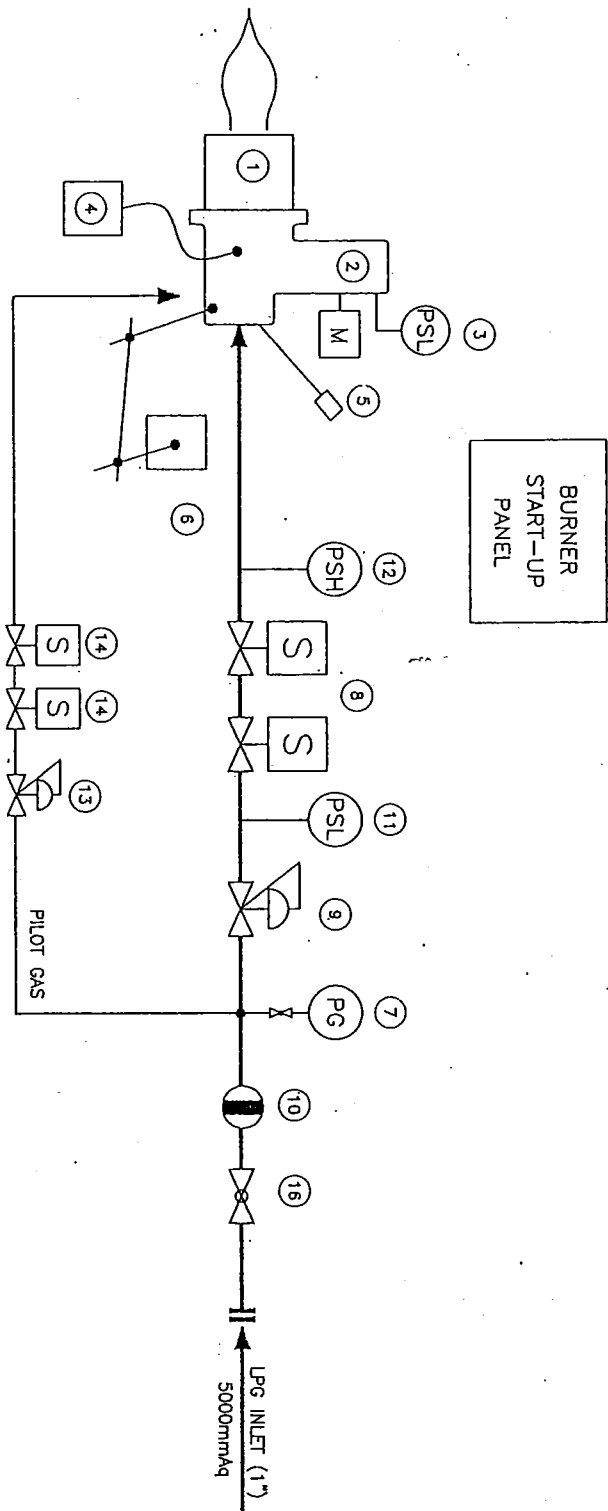 BURNER
START-UP
PANEL
1
2
M
PSL
3
4
5
6
PSH
12
S
S
8
PSL
11
9
PG
7
10
16
S
14
S
14
13
PILOT GAS
LPG INLET (1")
5000mmAq